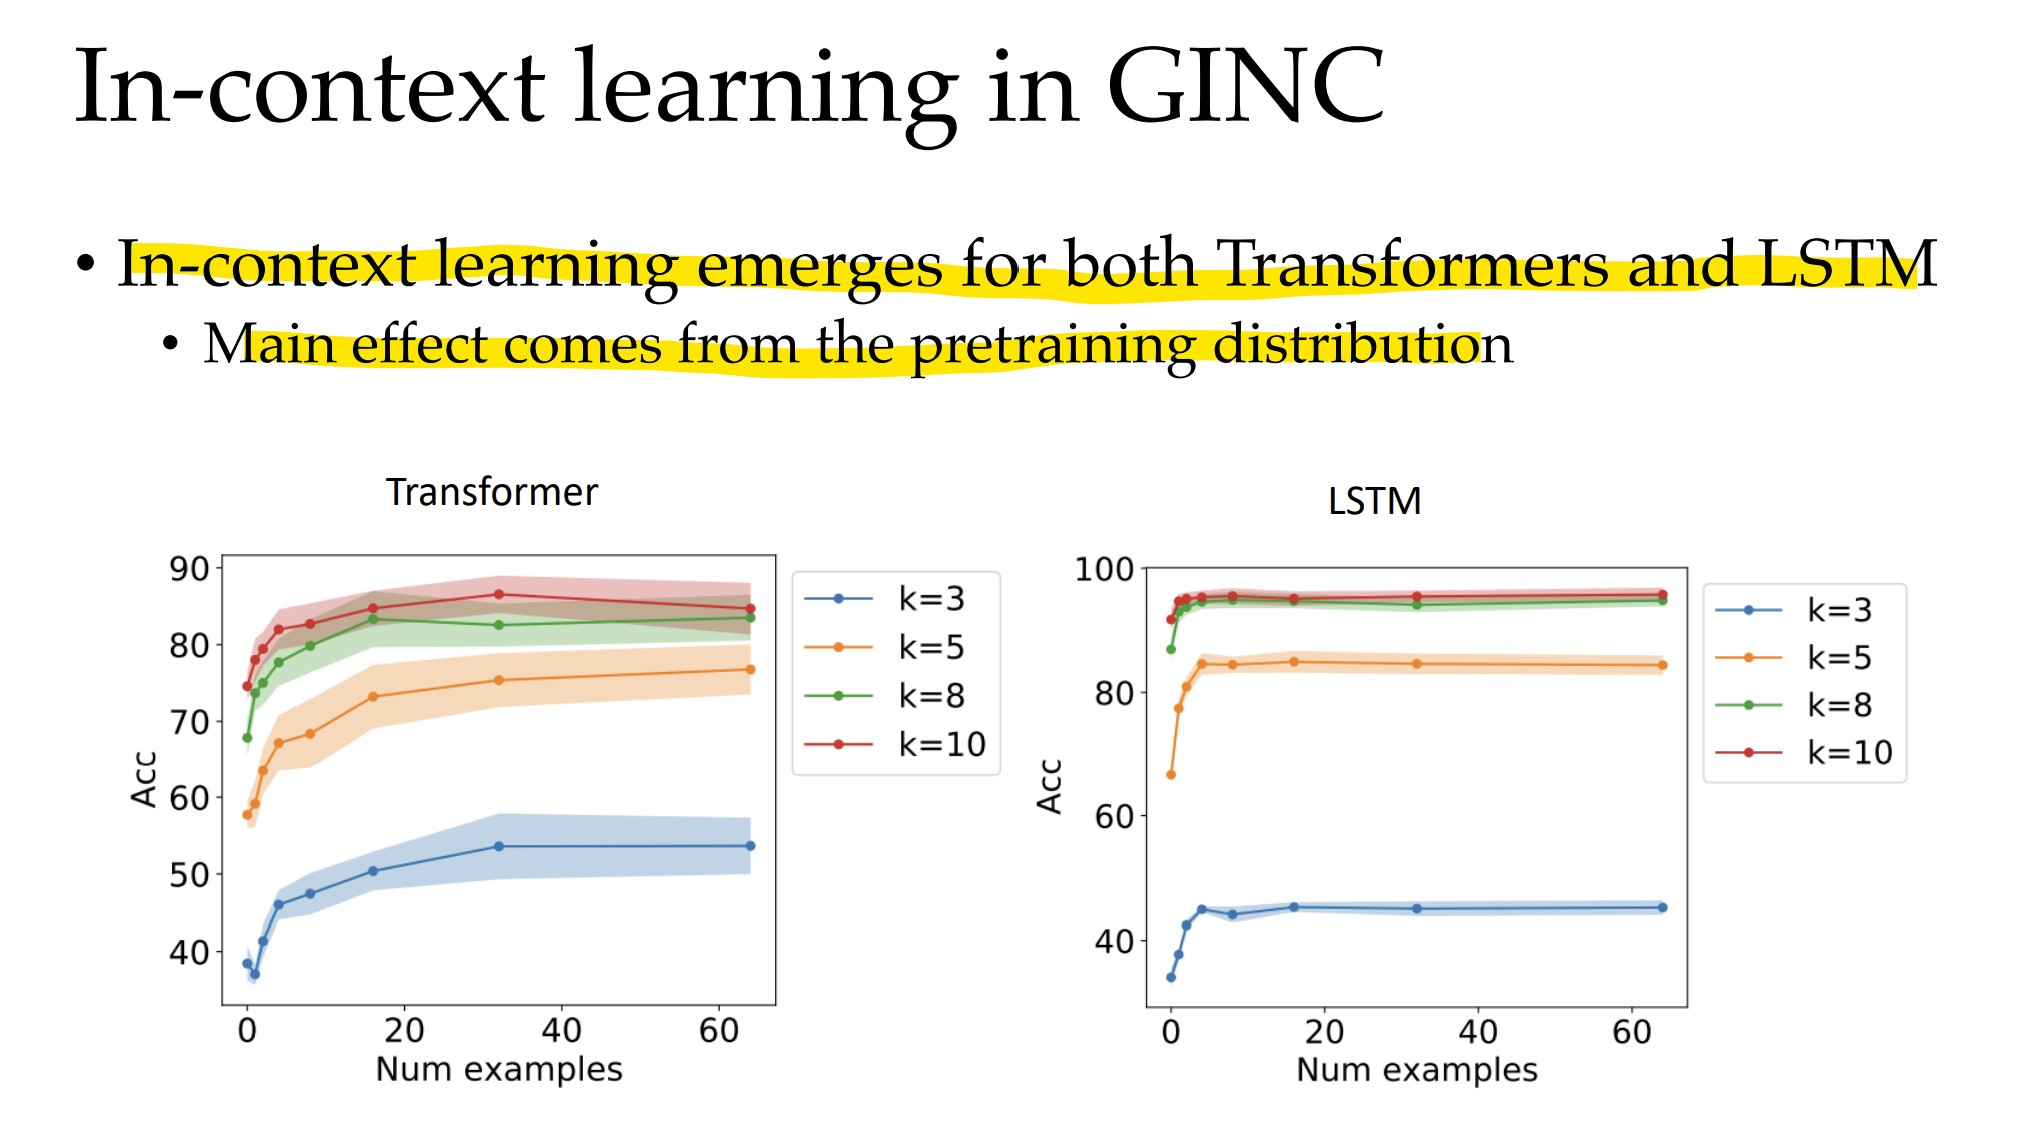 In-context learning in GINC
• In-context learning emerges for both Transformers and LSTM
• Main effect comes from the pretraining distribution
Transformer
90
80
70
60
50
40
Acc
0 20 40 60
Num examples
k=3
k=5
k=8
k=10
LSTM
100
80
60
40
Acc
0 20 40 60
Num examples
k=3
k=5
k=8
k=10